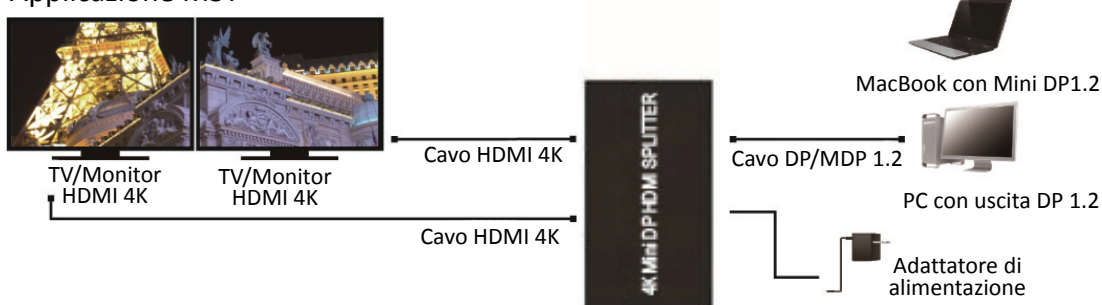 MacBook con Mini DP1.2
4K Mini DP HDMI SPLITTER
Cavo HDMI 4K
Cavo DP/MDP 1.2
TV/Monitor
HDMI 4K
TV/Monitor
HDMI 4K
PC con uscita DP 1.2
Cavo HDMI 4K
Adattatore di
alimentazione